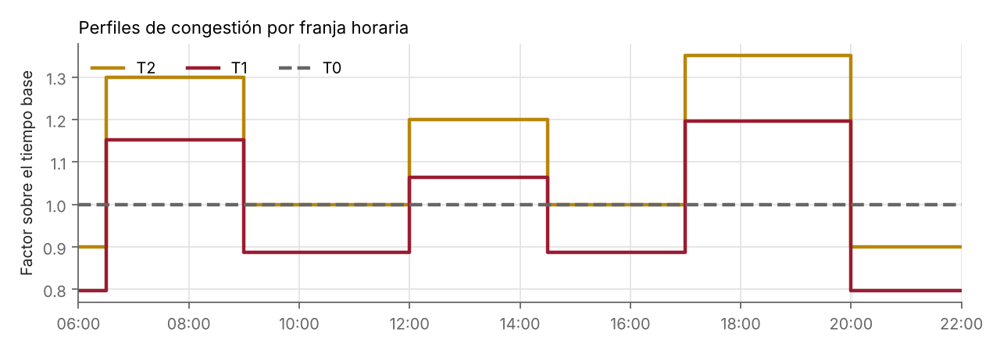 Perfiles de congestión por franja horaria
T2 T1 T0
Factor sobre el tiempo base
1.3
1.2
1.1
1.0
0.9
0.8
06:00 08:00 10:00 12:00 14:00 16:00 18:00 20:00 22:00